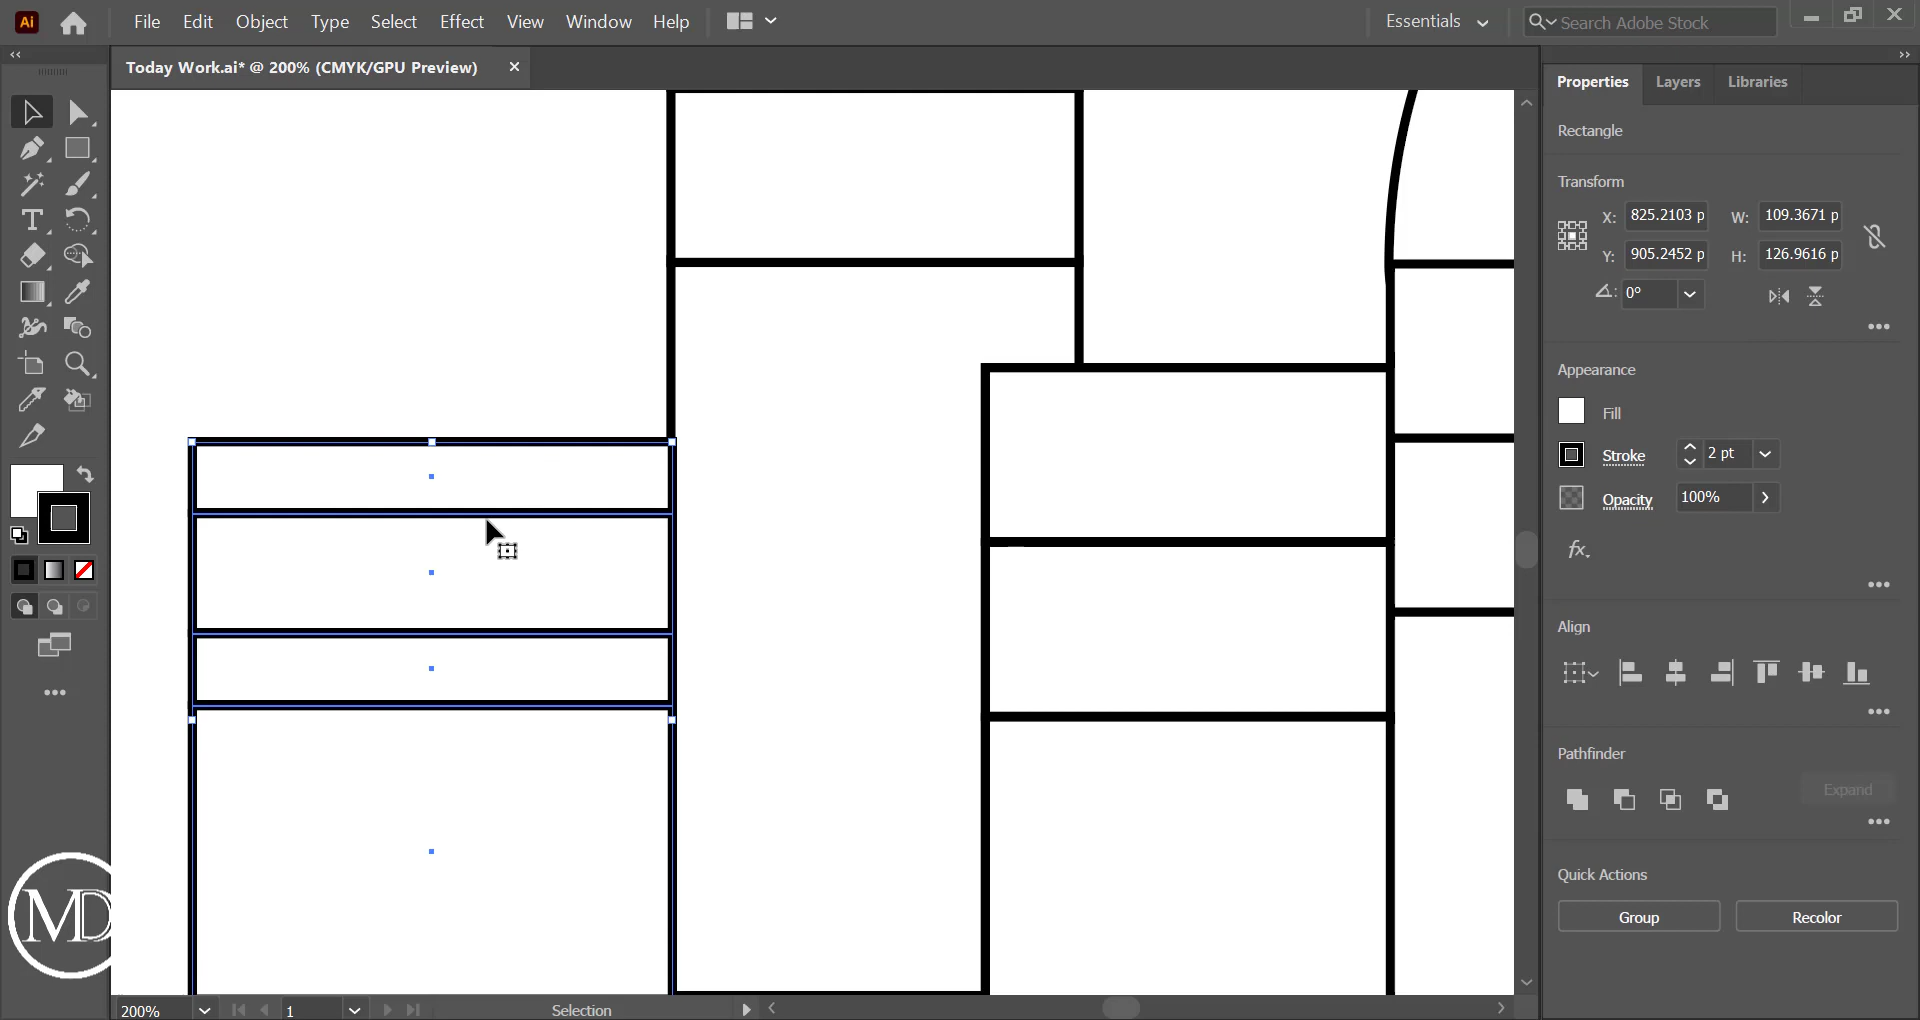 Ai File Edit Object Type Select Effect View Window Help Essentials Search Adobe Stock
Today Work.ai* @ 200% (CMYK/GPU Preview)
Properties Layers Libraries
Rectangle
Transform
X: 825.2103 p W: 109.3671 p
Y: 905.2452 p H: 126.9616 p
0°
Appearance
Fill
Stroke 2 pt
Opacity 100%
fx.
Align
Pathfinder
Expand
Quick Actions
Group Recolor
MD
200% 1 Selection